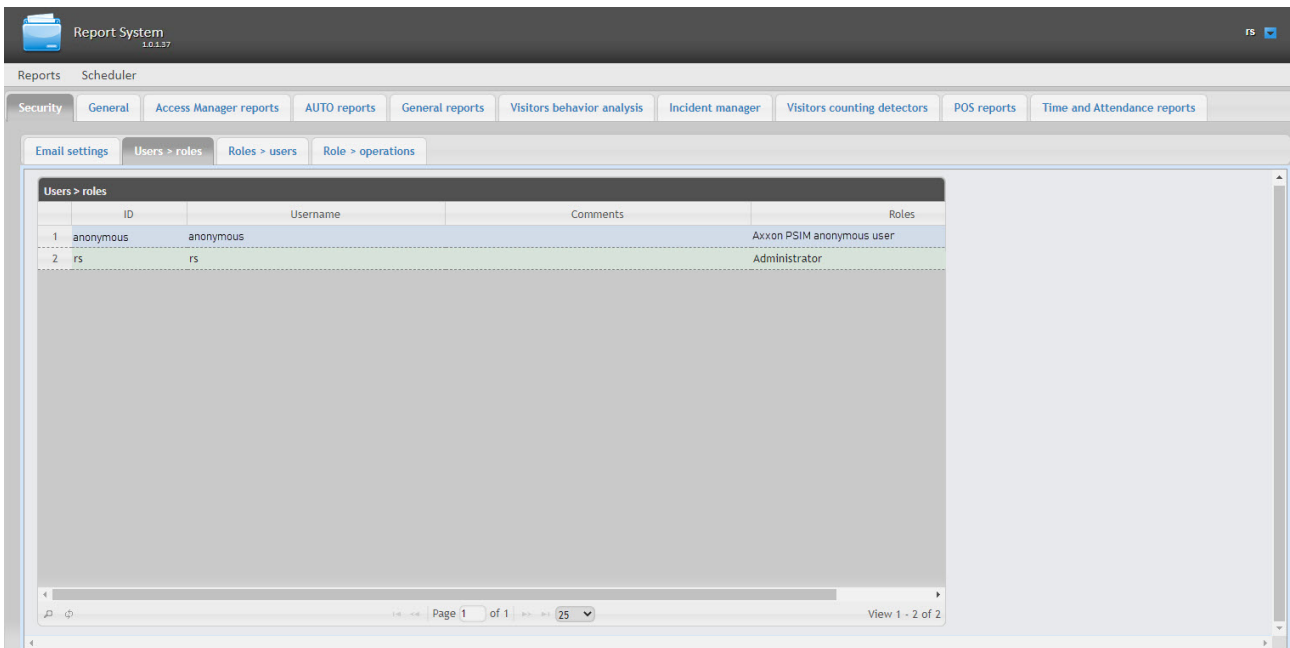 Report System
1.0.1.37
rs
Reports Scheduler
Security General Access Manager reports AUTO reports General reports Visitors behavior analysis Incident manager Visitors counting detectors POS reports Time and Attendance reports
Email settings Users > roles Roles > users Role > operations
Users > roles
ID Username Comments Roles
1 anonymous anonymous Axxon PSIM anonymous user
2 rs rs Administrator
Page 1 of 1 25 View 1 - 2 of 2